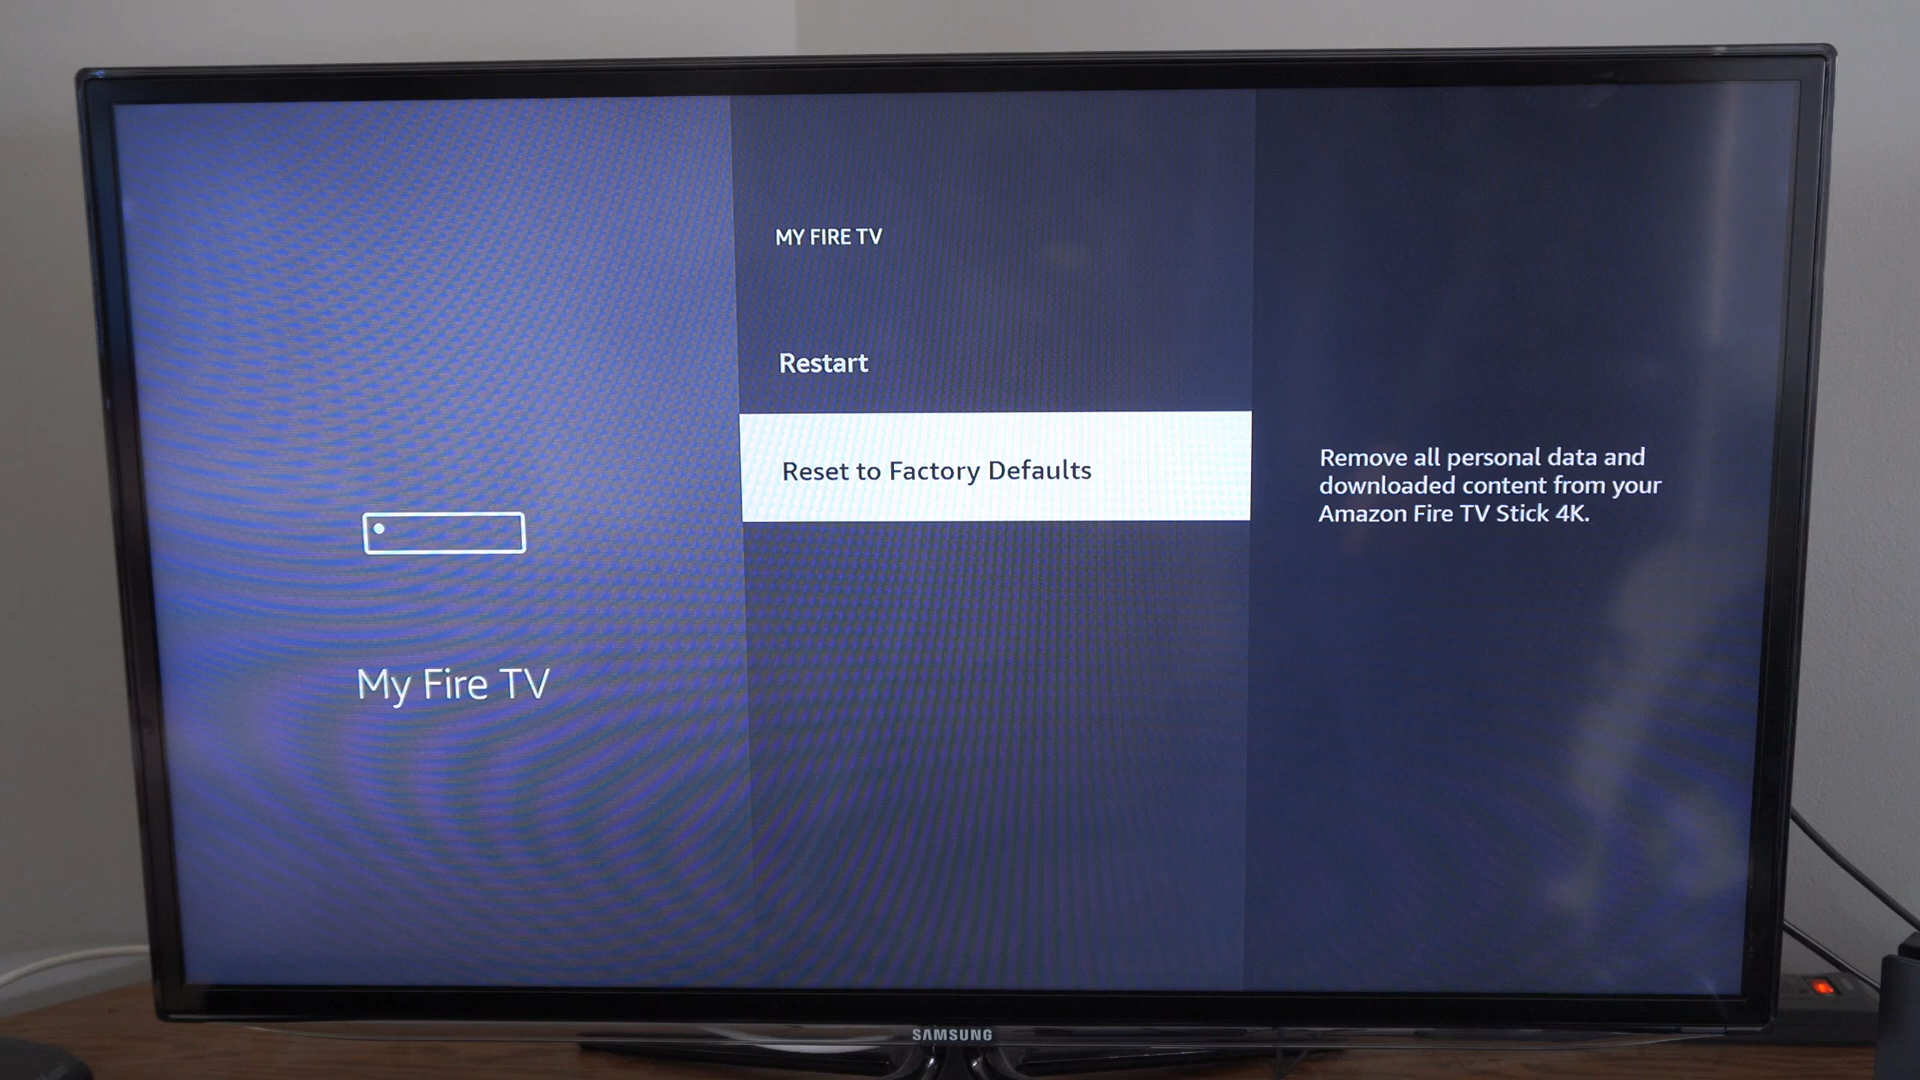 MY FIRE TV
Restart
Reset to Factory Defaults
Remove all personal data and
downloaded content from your
Amazon Fire TV Stick 4K.
My Fire TV
SAMSUNG